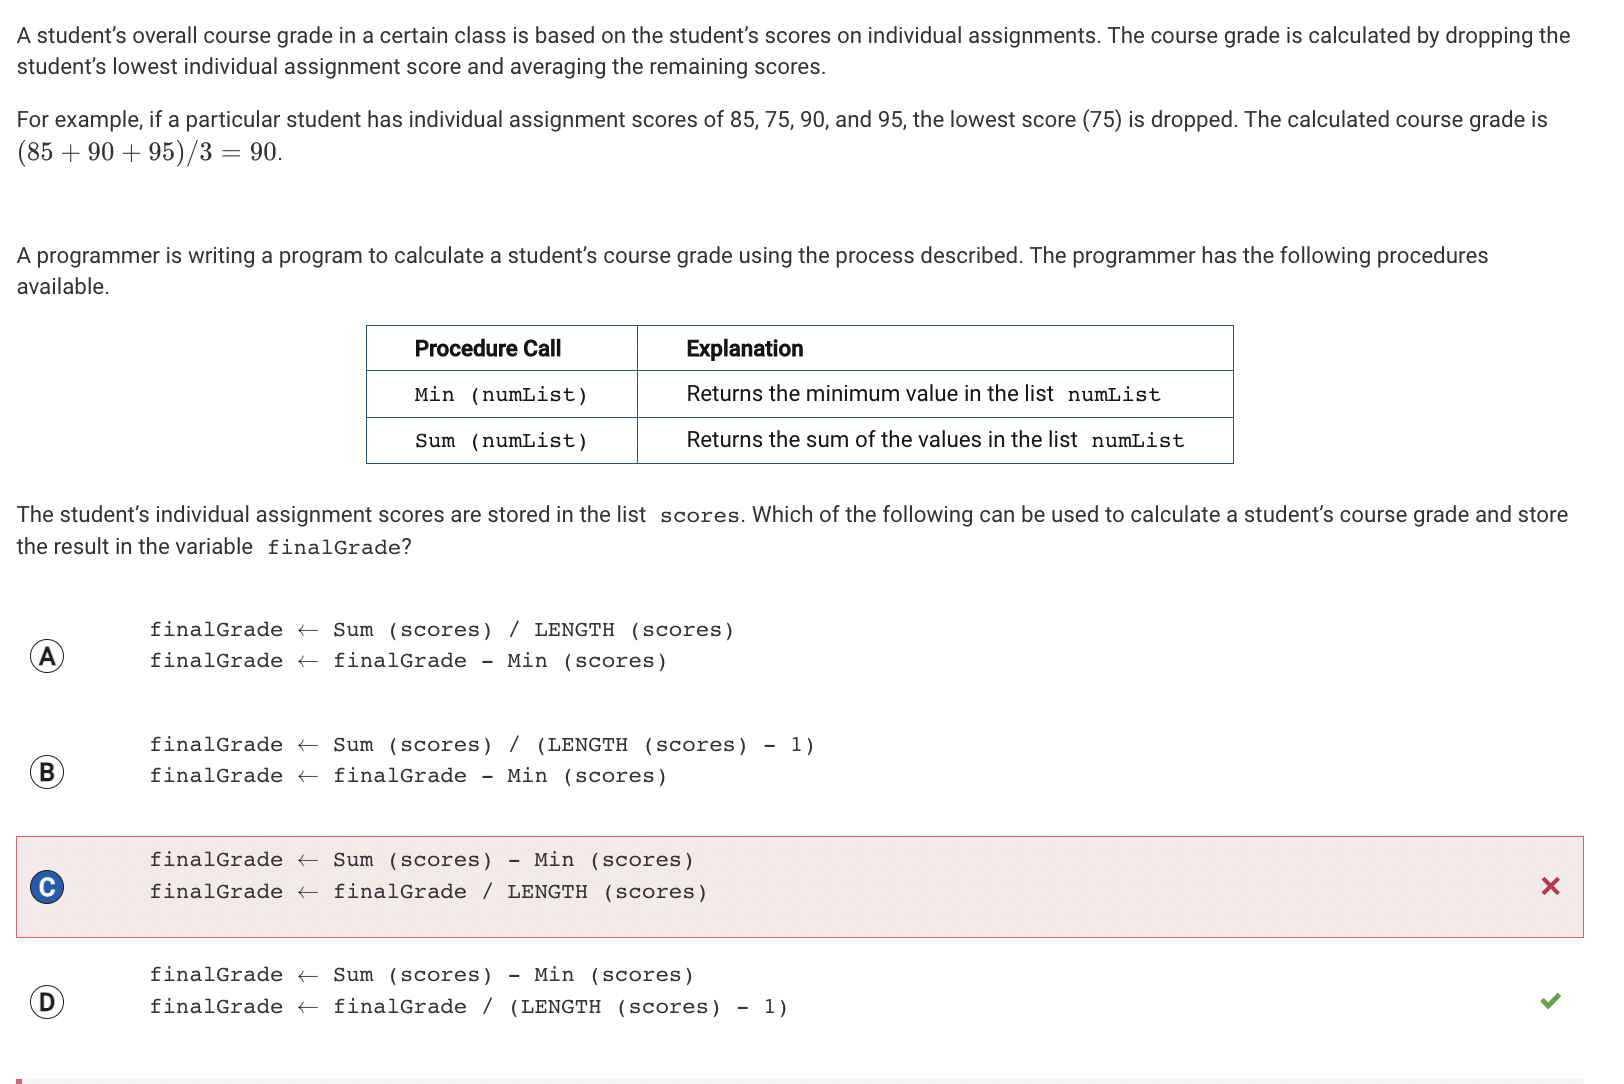 A student’s overall course grade in a certain class is based on the student’s scores on individual assignments. The course grade is calculated by dropping the
student’s lowest individual assignment score and averaging the remaining scores.
For example, if a particular student has individual assignment scores of 85, 75, 90, and 95, the lowest score (75) is dropped. The calculated course grade is
(85 + 90 + 95)/3 = 90.
A programmer is writing a program to calculate a student’s course grade using the process described. The programmer has the following procedures
available.
Procedure Call Explanation
Min (numList) Returns the minimum value in the list numList
Sum (numList) Returns the sum of the values in the list numList
The student’s individual assignment scores are stored in the list scores. Which of the following can be used to calculate a student’s course grade and store
the result in the variable finalGrade?
A
finalGrade ← Sum (scores) / LENGTH (scores)
finalGrade ← finalGrade - Min (scores)
B
finalGrade ← Sum (scores) / (LENGTH (scores) - 1)
finalGrade ← finalGrade - Min (scores)
C
finalGrade ← Sum (scores) - Min (scores)
finalGrade ← finalGrade / LENGTH (scores)
D
finalGrade ← Sum (scores) - Min (scores)
finalGrade ← finalGrade / (LENGTH (scores) - 1)